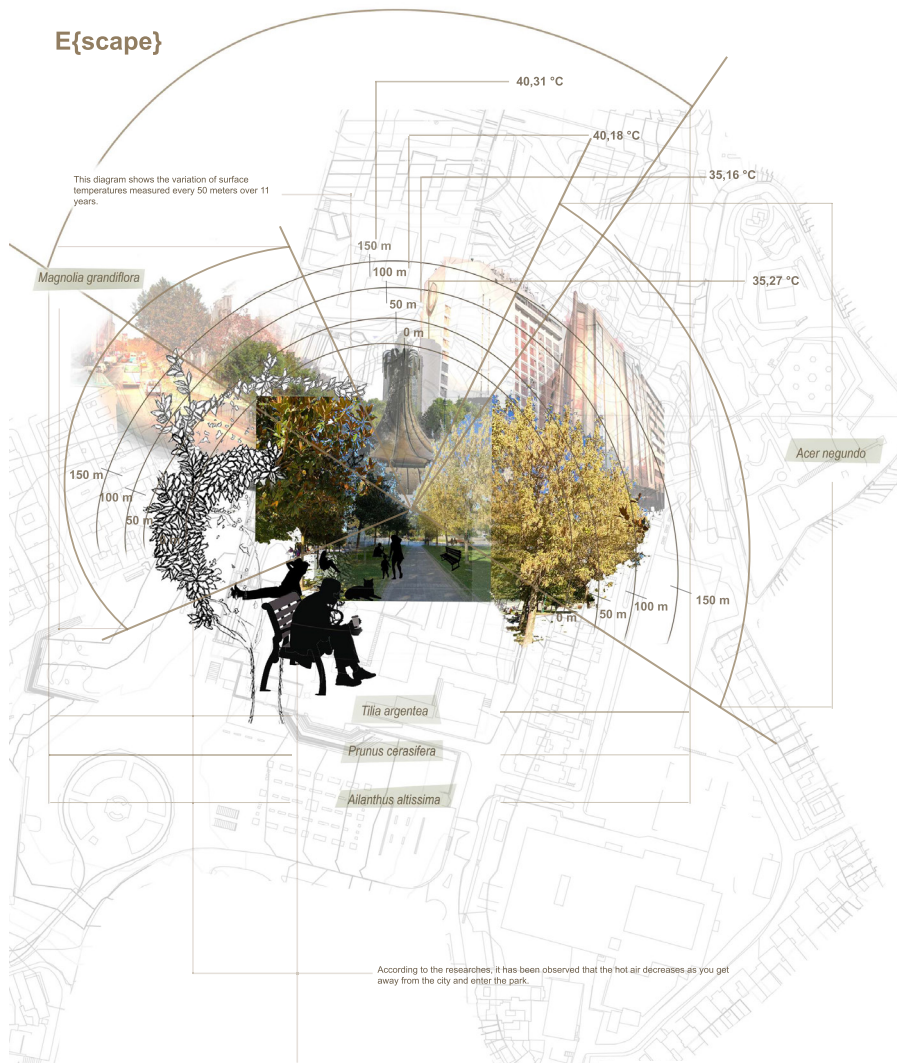 E{scape}
40,31 °C
40,18 °C
35,16 °C
This diagram shows the variation of surface
temperatures measured every 50 meters over 11
years.
150 m
Magnolia grandiflora
100 m
35,27 °C
50 m
0 m
Acer negundo
150 m
100 m
50 m
150 m
100 m
50 m
0 m
Tilia argentea
Prunus cerasifera
Ailanthus altissima
According to the researches, it has been observed that the hot air decreases as you get
away from the city and enter the park.